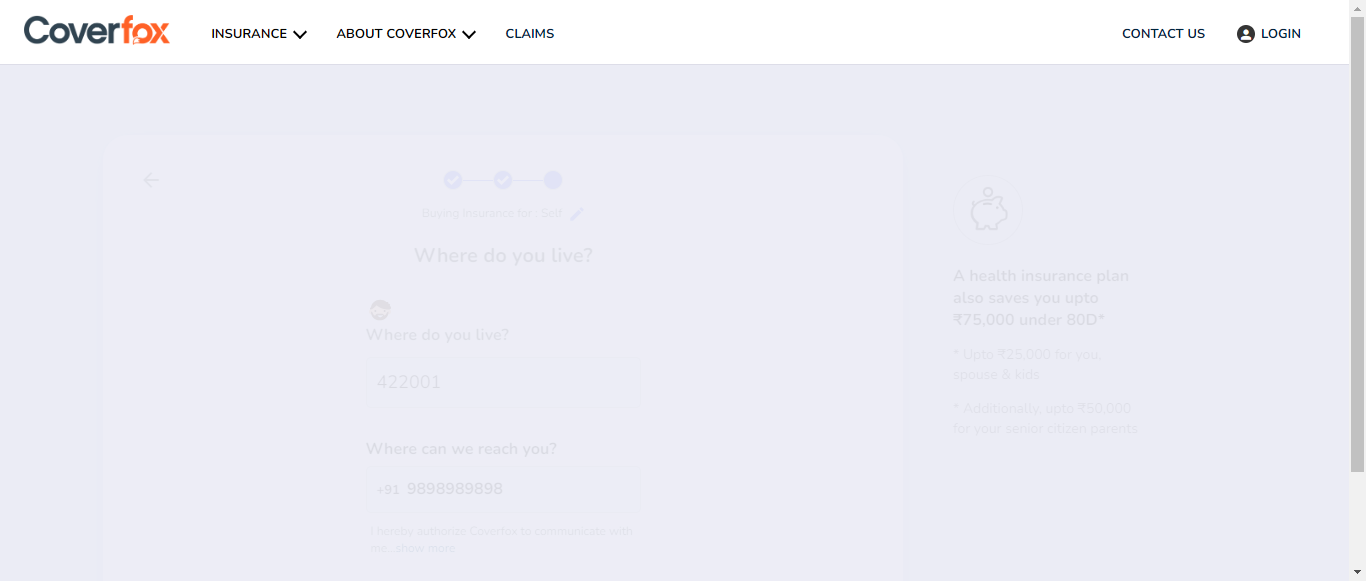 Coverfox
INSURANCE
ABOUT COVERFOX
CLAIMS
CONTACT US
LOGIN
Buying Insurance for : Self
Where do you live?
Where do you live?
422001
Where can we reach you?
+91 9898989898
I hereby authorize Coverfox to communicate with
me.. show more
A health insurance plan
also saves you upto
₹75,000 under 80D*
* Upto ₹25,000 for you,
spouse & kids
* Additionally, upto ₹50,000
for your senior citizen parents